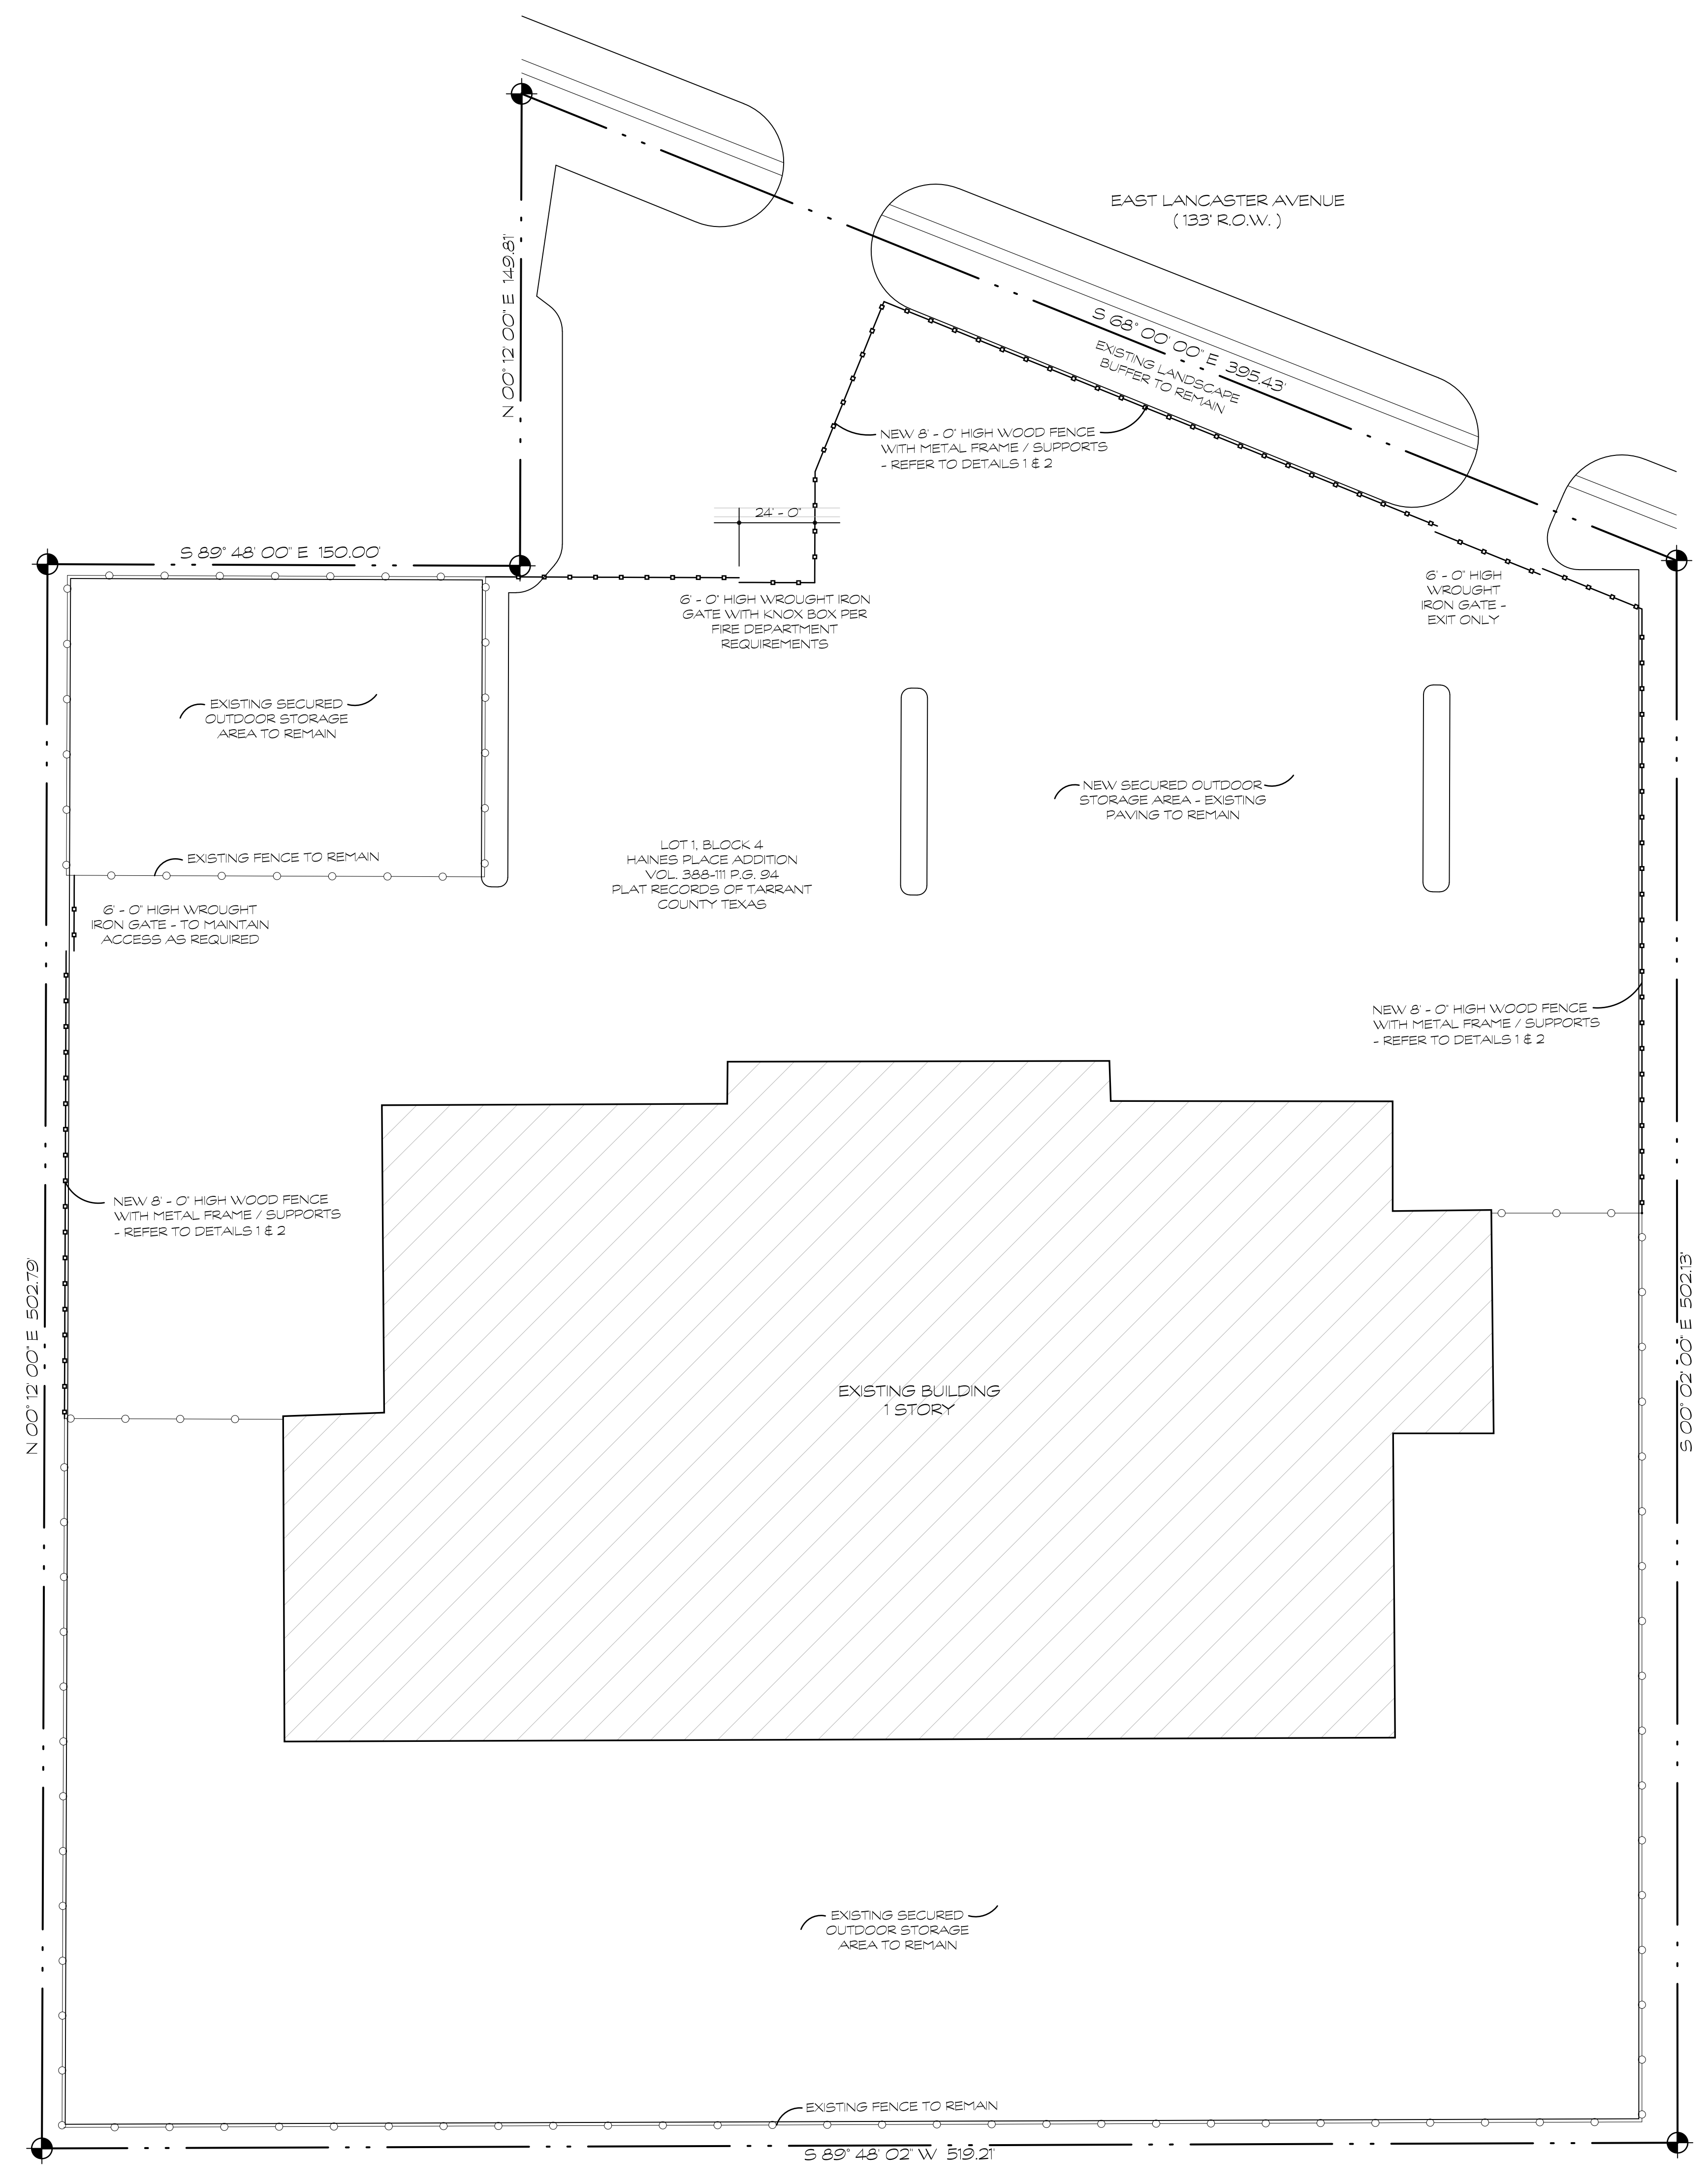 EAST LANCASTER AVENUE
( 133' R.O.W. )
N 00° 12' 00" E 149.81'
S 68° 00' 00" E 395.43'
EXISTING LANDSCAPE
BUFFER TO REMAIN
NEW 8' - 0" HIGH WOOD FENCE
WITH METAL FRAME / SUPPORTS
- REFER TO DETAILS 1 & 2
24' - 0"
S 89° 48' 00" E 150.00'
6' - 0" HIGH WROUGHT IRON
GATE WITH KNOX BOX PER
FIRE DEPARTMENT
REQUIREMENTS
6' - 0" HIGH
WROUGHT
IRON GATE -
EXIT ONLY
EXISTING SECURED
OUTDOOR STORAGE
AREA TO REMAIN
NEW SECURED OUTDOOR
STORAGE AREA - EXISTING
PAVING TO REMAIN
EXISTING FENCE TO REMAIN
LOT 1, BLOCK 4
HAINES PLACE ADDITION
VOL. 388-111 P.G. 94
PLAT RECORDS OF TARRANT
COUNTY TEXAS
6' - 0" HIGH WROUGHT
IRON GATE - TO MAINTAIN
ACCESS AS REQUIRED
NEW 8' - 0" HIGH WOOD FENCE
WITH METAL FRAME / SUPPORTS
- REFER TO DETAILS 1 & 2
NEW 8' - 0" HIGH WOOD FENCE
WITH METAL FRAME / SUPPORTS
- REFER TO DETAILS 1 & 2
N 00° 12' 00" E 502.79'
S 00° 02' 00" E 502.13'
EXISTING BUILDING
1 STORY
EXISTING SECURED
OUTDOOR STORAGE
AREA TO REMAIN
EXISTING FENCE TO REMAIN
S 89° 48' 02" W 519.21'